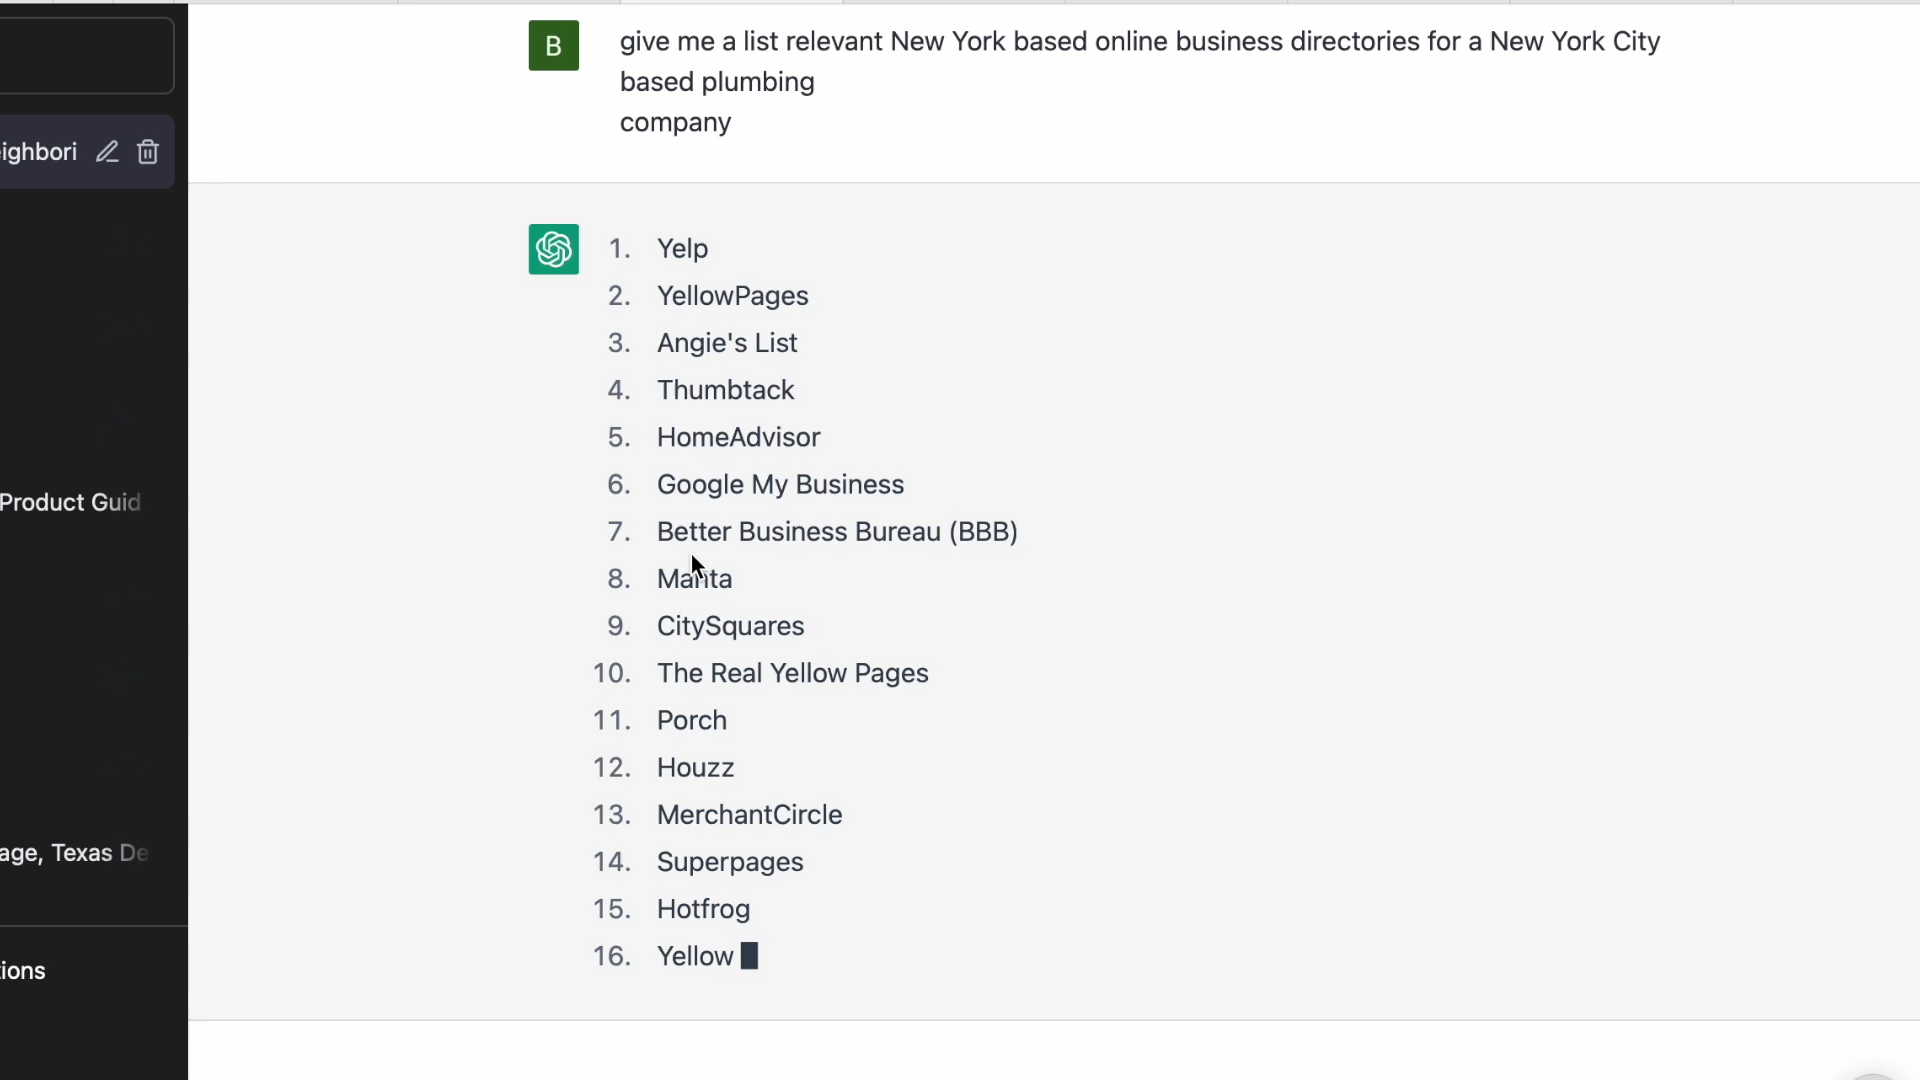 B
give me a list relevant New York based online business directories for a New York City
based plumbing
company
ighbori
1. Yelp
2. YellowPages
3. Angie's List
4. Thumbtack
5. HomeAdvisor
6. Google My Business
7. Better Business Bureau (BBB)
8. Manta
9. CitySquares
10. The Real Yellow Pages
11. Porch
12. Houzz
13. MerchantCircle
14. Superpages
15. Hotfrog
16. Yellow
Product Guid
age, Texas De
ions